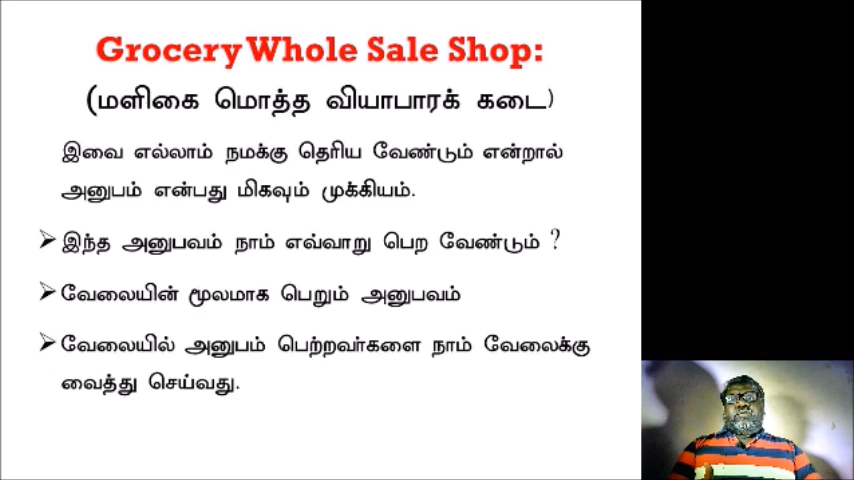 Grocery Whole Sale Shop:
(மளிகை மொத்த வியாபாரக் கடை)
இவை எல்லாம் நமக்கு தெரிய வேண்டும் என்றால்
அனுபம் என்பது மிகவும் முக்கியம்.
➢ இந்த அனுபவம் நாம் எவ்வாறு பெற வேண்டும் ?
➢ வேலையின் மூலமாக பெறும் அனுபவம்
➢ வேலையில் அனுபம் பெற்றவர்களை நாம் வேலைக்கு
வைத்து செய்வது.